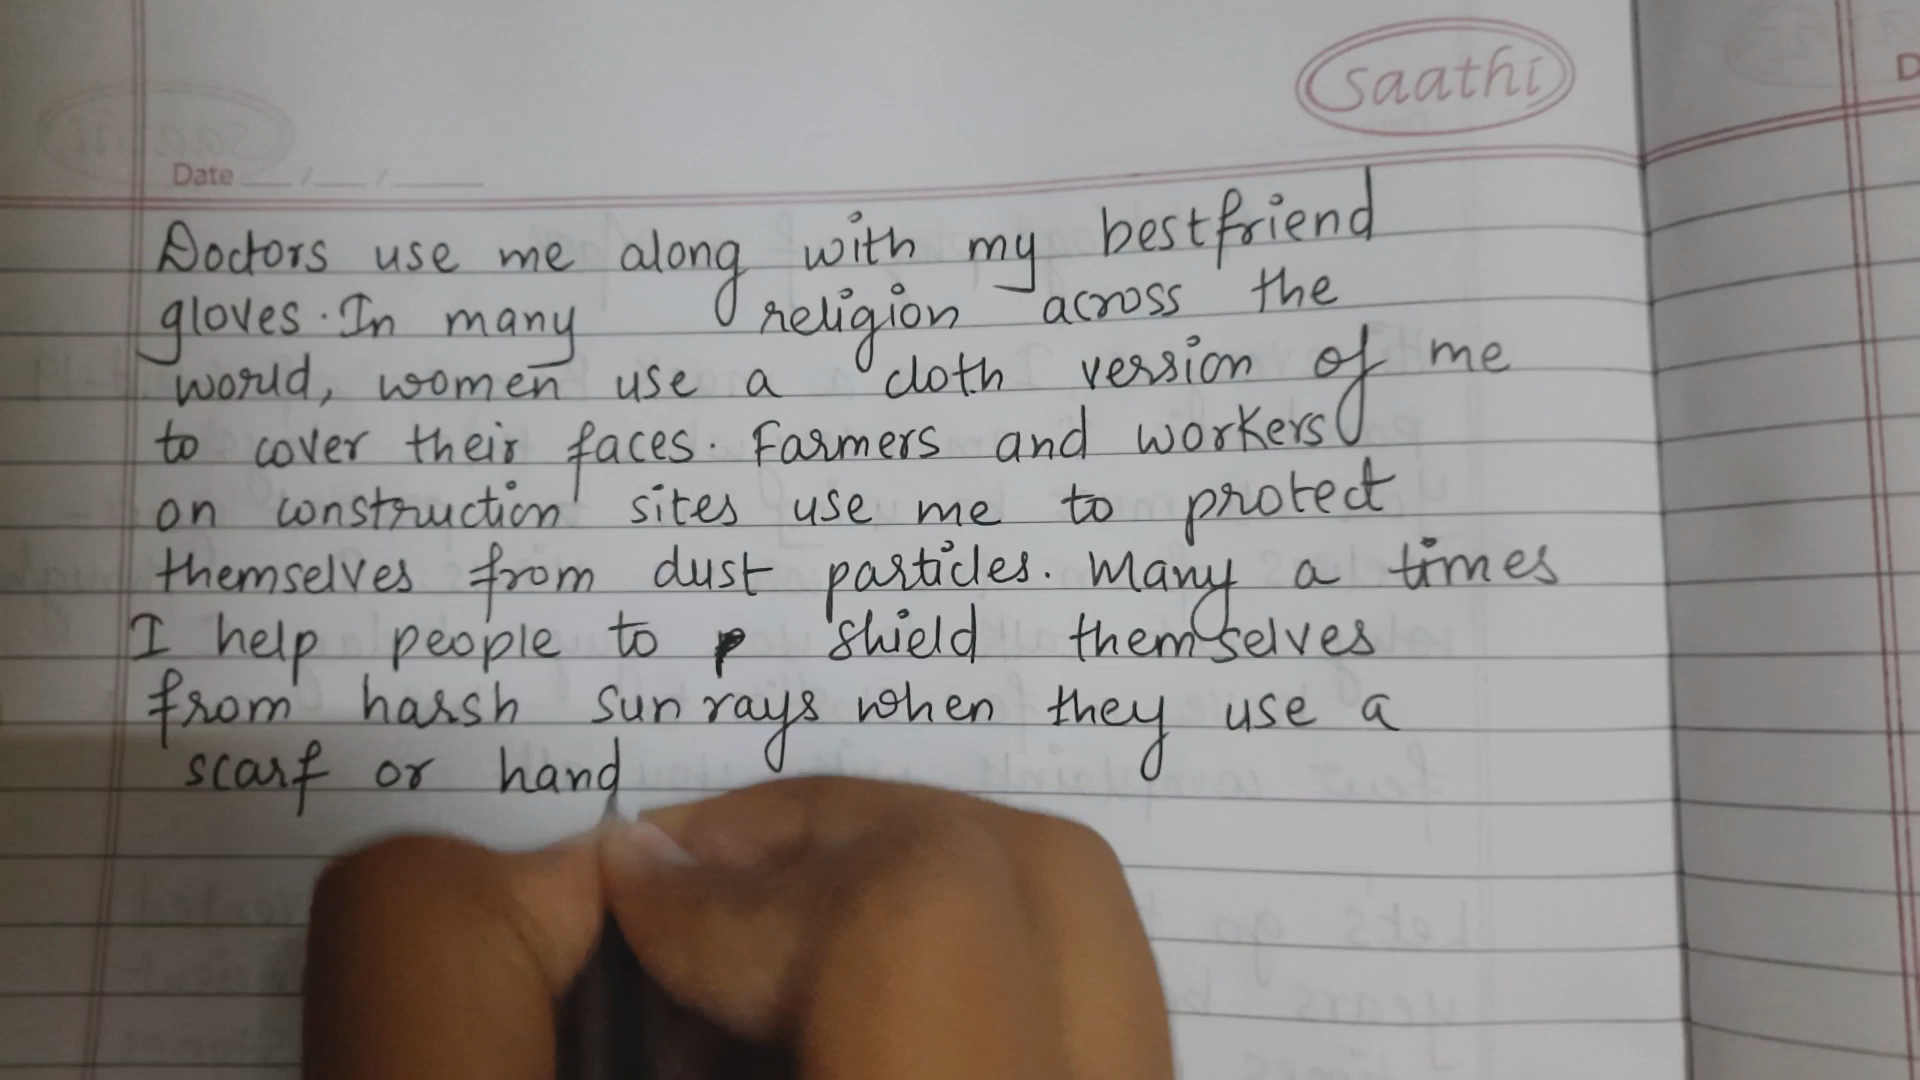 saathi
Date __/__/____
D
Doctors use me along with my bestfriend
gloves. In many religion across the
world, women use a cloth version of me
to cover their faces. Farmers and workers
on construction sites use me to protect
themselves from dust particles. Many a times
I help people to shield themselves
from harsh sun rays when they use a
scarf or hand